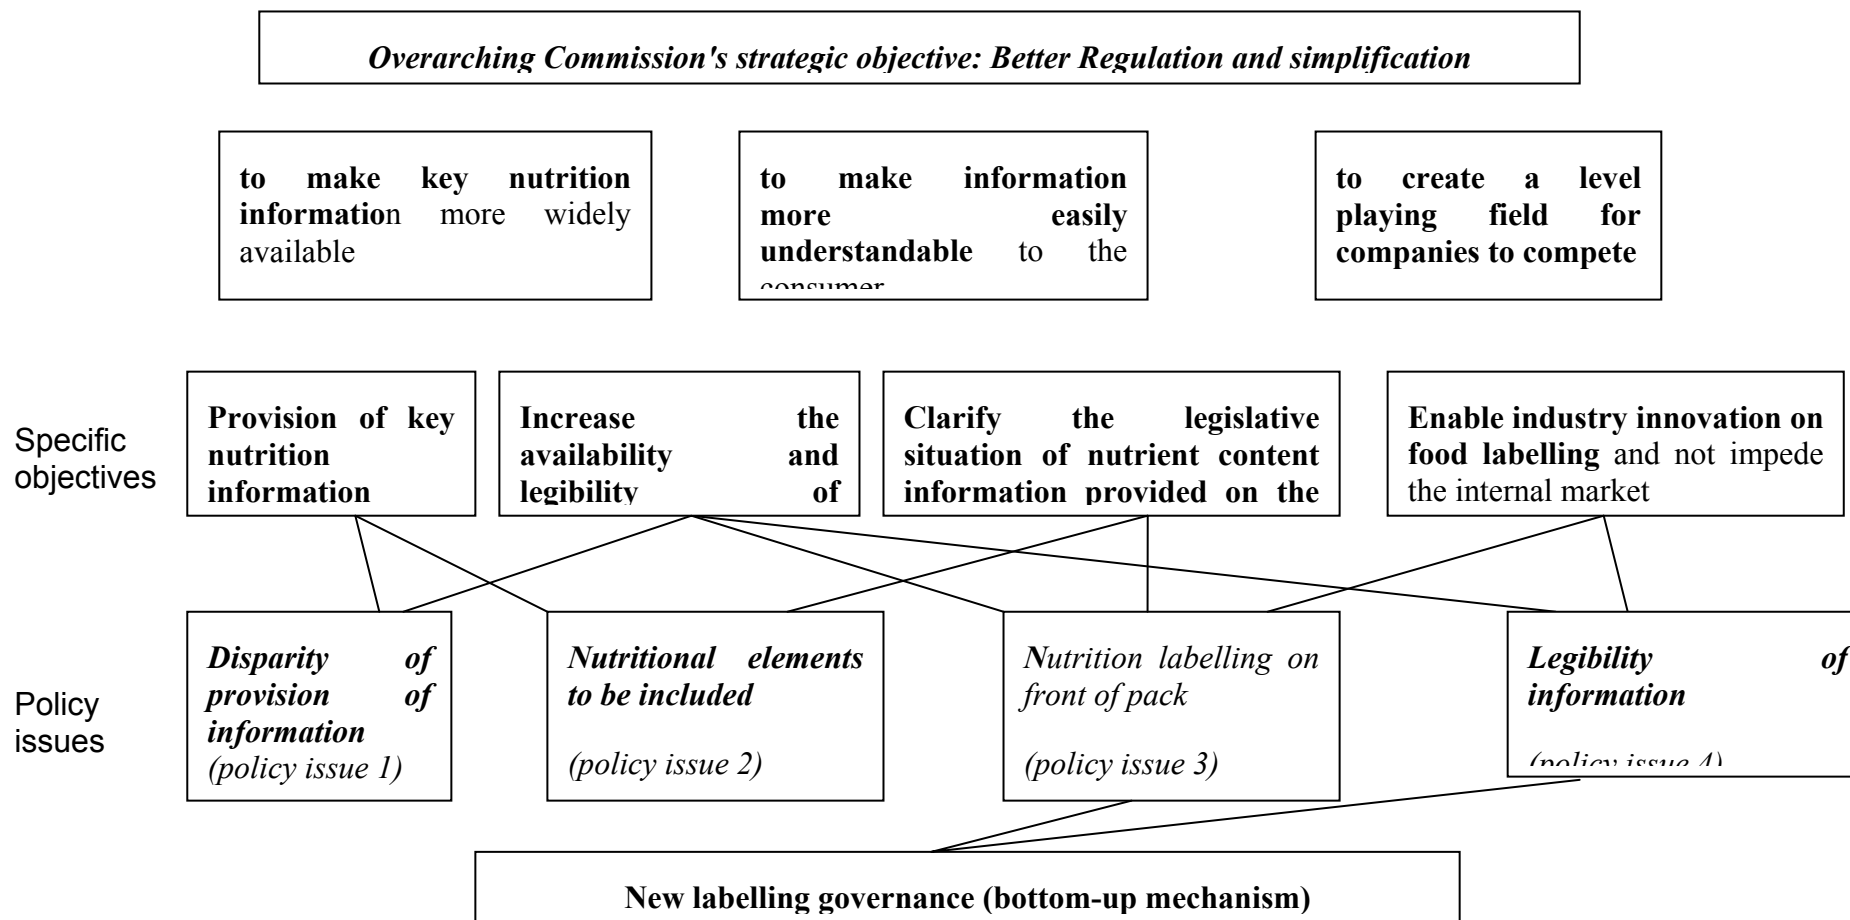 Overarching Commission's strategic objective: Better Regulation and simplification
to make key nutrition
information more widely
available
to make information
more easily
understandable to the
consumer
to create a level
playing field for
companies to compete
Specific
objectives
Provision of key
nutrition
information
Increase the
availability and
legibility of
Clarify the legislative
situation of nutrient content
information provided on the
Enable industry innovation on
food labelling and not impede
the internal market
Policy
issues
Disparity of
provision of
information
(policy issue 1)
Nutritional elements
to be included
(policy issue 2)
Nutrition labelling on
front of pack
(policy issue 3)
Legibility of
information
(policy issue 4)
New labelling governance (bottom-up mechanism)